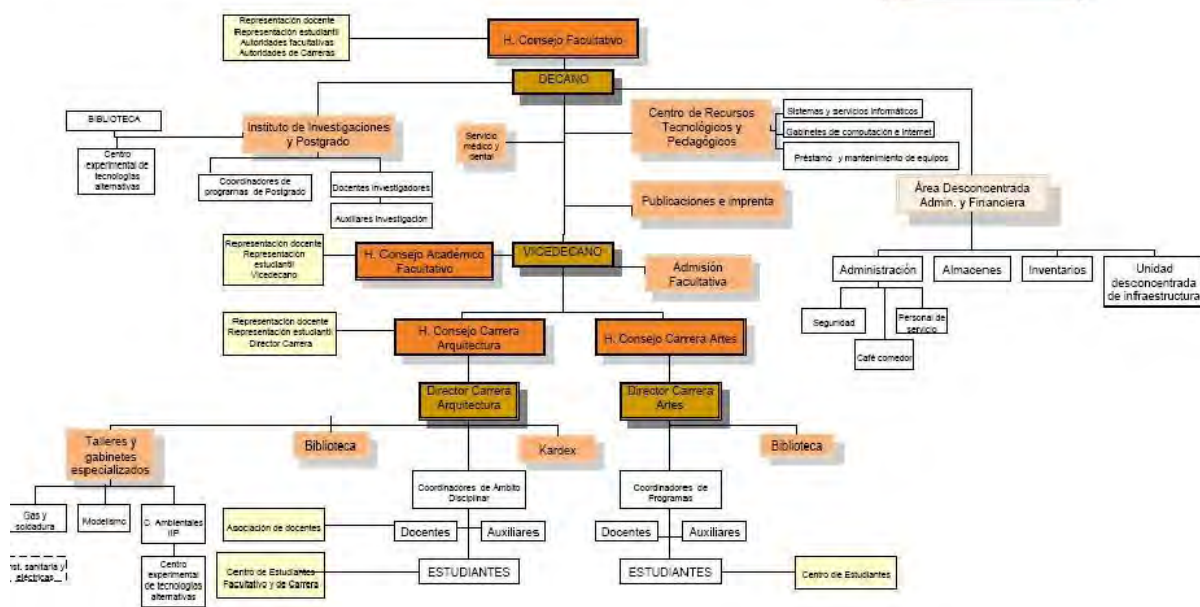 Representación docente
Representación estudiantil
Autoridades facultativas
Autoridades de Carreras
H. Consejo Facultativo
DECANO
BIBLIOTECA
Centro
experimental de
tecnologías
alternativas
Instituto de Investigaciones
y Postgrado
Coordinadores de
programas de Postgrado
Docentes investigadores
Auxiliares Investigación
Servicio
médico y
dental
Centro de Recursos
Tecnológicos y
Pedagógicos
Sistemas y servicios informáticos
Gabinetes de computación e Internet
Préstamo y mantenimiento de equipos
Publicaciones e imprenta
Área Desconcentrada
Admin. y Financiera
Representación docente
Representación
estudiantil
Vicedecano
H. Consejo Académico
Facultativo
VICEDECANO
Admisión
Facultativa
Administración
Almacenes
Inventarios
Unidad
desconcentrada
de infraestructura
Seguridad
Personal de
servicio
Café comedor
Representación docente
Representación estudiantil
Director Carrera
H. Consejo Carrera
Arquitectura
H. Consejo Carrera Artes
Director Carrera
Arquitectura
Director Carrera
Artes
Talleres y
gabinetes
especializados
Biblioteca
Kardex
Biblioteca
Gas y
soldadura
Modelismo
C. Ambientales
IIP
Inst. sanitaria y
eléctricas
Centro
experimental
de tecnologías
alternativas
Coordinadores de Ámbito
Disciplinar
Coordinadores de
Programas
Asociación de docentes
Docentes
Auxiliares
Docentes
Auxiliares
Centro de Estudiantes
Facultativo y de Carrera
ESTUDIANTES
ESTUDIANTES
Centro de Estudiantes